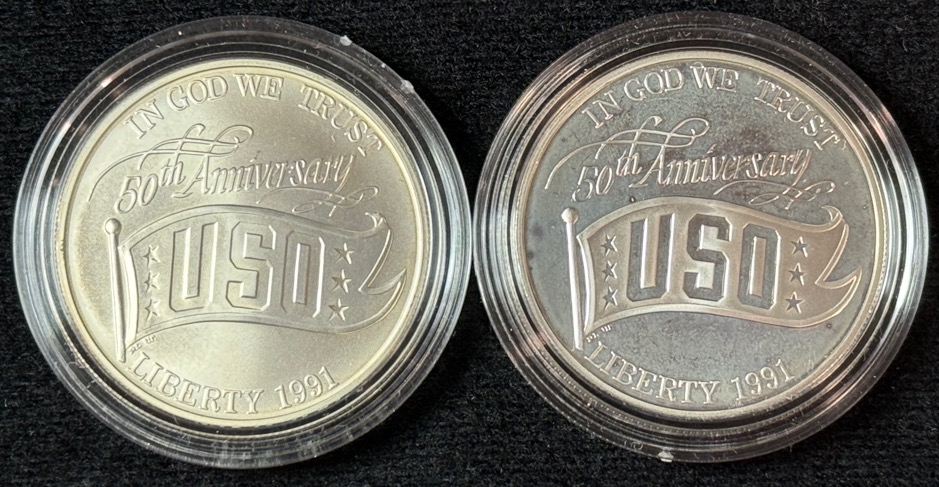 IN GOD WE TRUST
50th Anniversary
USO
LIBERTY 1991
IN GOD WE TRUST
50th Anniversary
USO
LIBERTY 1991